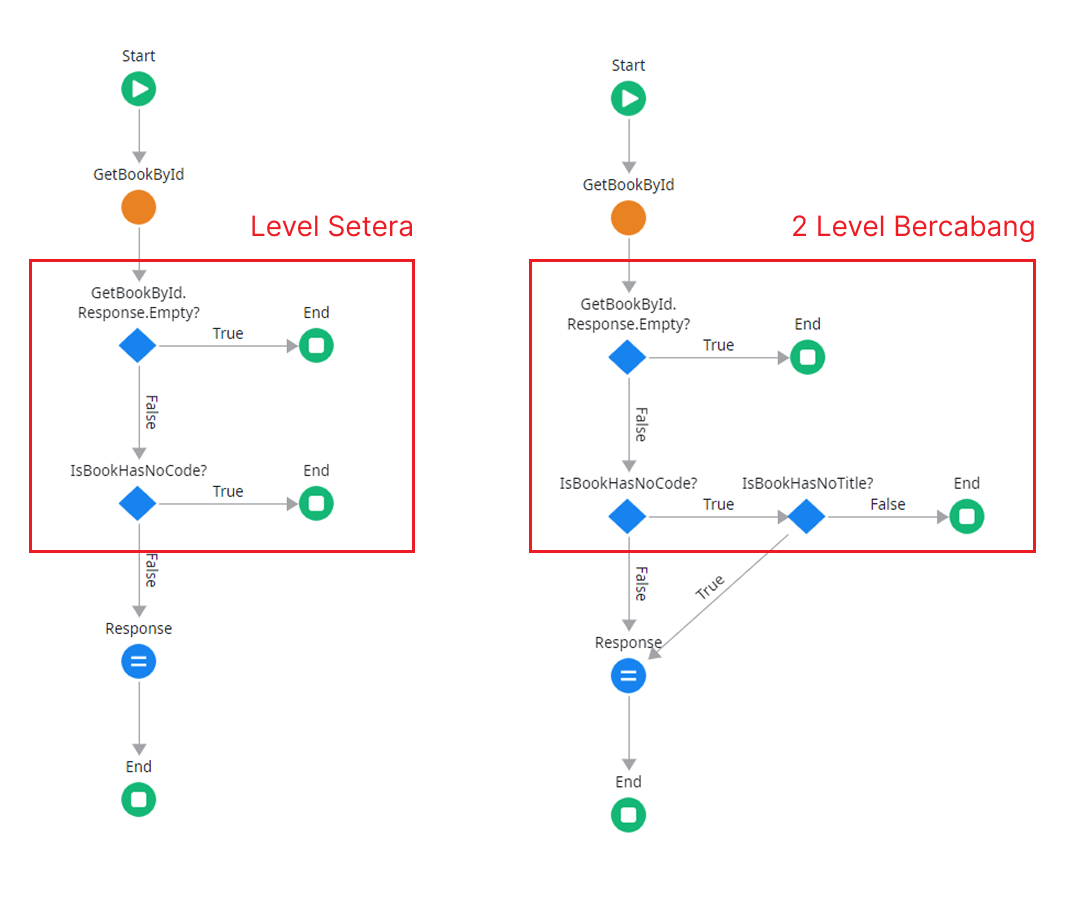 Start
GetBookById
Level Setera
GetBookById.
Response.Empty?
True
End
False
IsBookHasNoCode?
True
End
False
Response
End
Start
GetBookById
2 Level Bercabang
GetBookById.
Response.Empty?
True
End
False
IsBookHasNoCode?
True
IsBookHasNoTitle?
False
End
False
True
Response
End